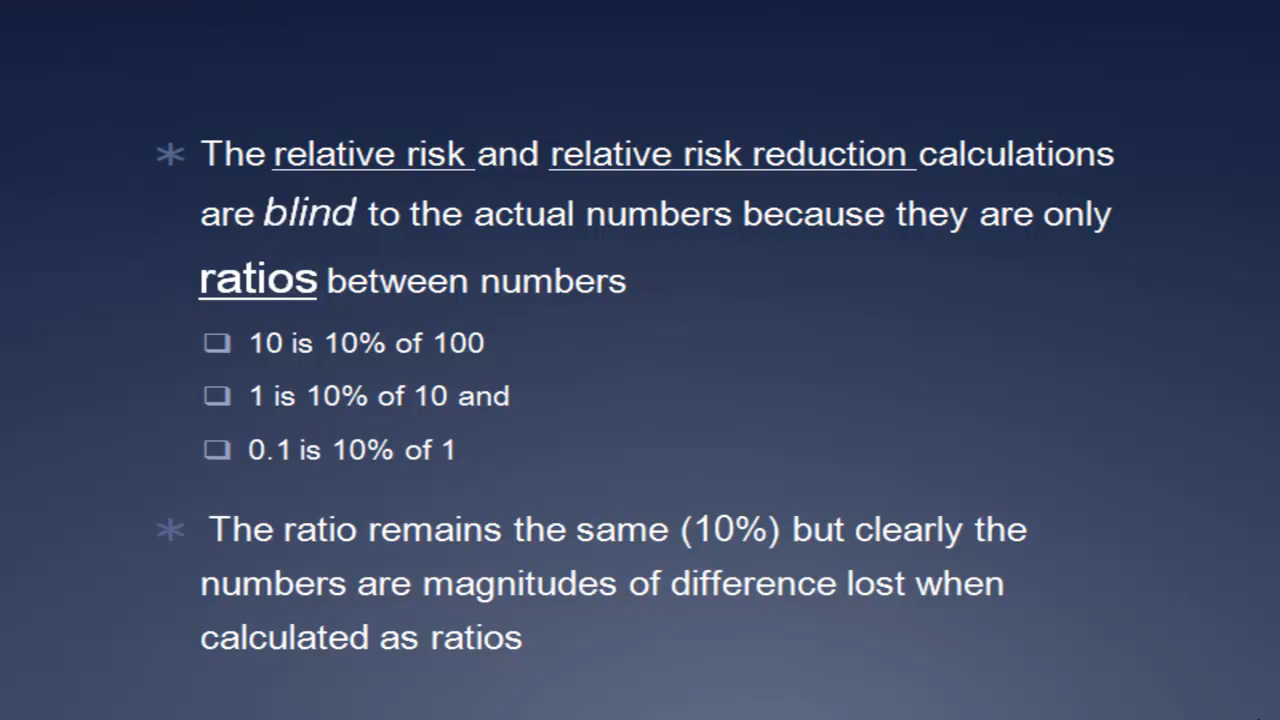 The relative risk and relative risk reduction calculations
are blind to the actual numbers because they are only
ratios between numbers
10 is 10% of 100
1 is 10% of 10 and
0.1 is 10% of 1
The ratio remains the same (10%) but clearly the
numbers are magnitudes of difference lost when
calculated as ratios